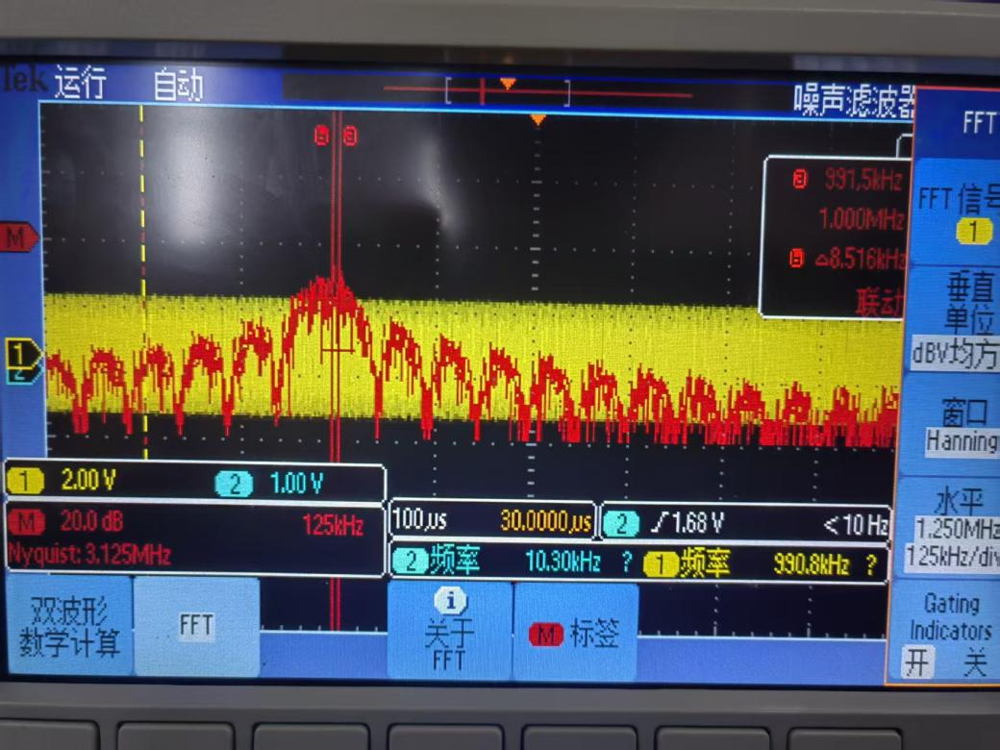 Tek 运行 自动
噪声滤波器
FFT
b a
a 991.5kHz
1.000MHz
b △8.516kHz
联动
M
1
2
FFT 信号
1
垂直
单位
dBV均方
窗口
Hanning
水平
1.250MHz
125kHz/div
Gating
Indicators
开 关
1 2.00 V 2 1.00 V
M 20.0 dB 125kHz
Nyquist: 3.125MHz
100µs 30.0000µs
2 1.68 V <10 Hz
2 频率 10.30kHz ? 1 频率 990.8kHz ?
双波形
数学计算
FFT
i
关于
FFT
M 标签